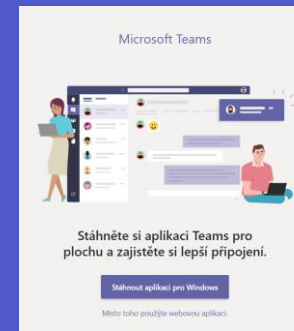 Microsoft Teams
Stáhněte si aplikaci Teams pro
plochu a zajistěte si lepší připojení.
Stáhnout aplikaci pro Windows
Místo toho použijte webovou aplikaci.